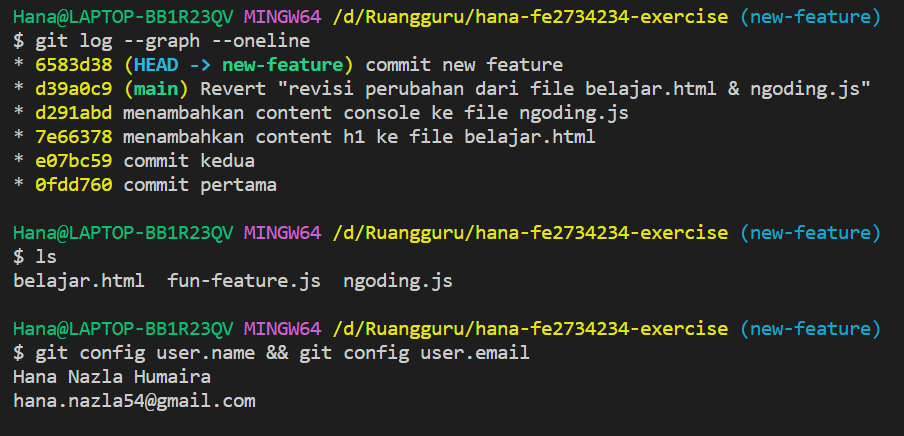 Hana@LAPTOP-BB1R23QV MINGW64 /d/Ruangguru/hana-fe2734234-exercise (new-feature)
$ git log --graph --oneline
* 6583d38 (HEAD -> new-feature) commit new feature
* d39a0c9 (main) Revert "revisi perubahan dari file belajar.html & ngoding.js"
* d291abd menambahkan content console ke file ngoding.js
* 7e66378 menambahkan content h1 ke file belajar.html
* e07bc59 commit kedua
* 0fdd760 commit pertama

Hana@LAPTOP-BB1R23QV MINGW64 /d/Ruangguru/hana-fe2734234-exercise (new-feature)
$ ls
belajar.html  fun-feature.js  ngoding.js

Hana@LAPTOP-BB1R23QV MINGW64 /d/Ruangguru/hana-fe2734234-exercise (new-feature)
$ git config user.name && git config user.email
Hana Nazla Humaira
hana.nazla54@gmail.com